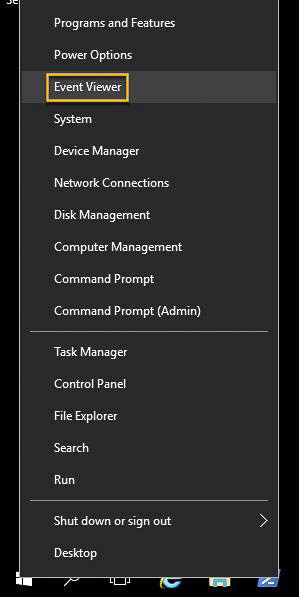 Se
Programs and Features
Power Options
Event Viewer
System
Device Manager
Network Connections
Disk Management
Computer Management
Command Prompt
Command Prompt (Admin)
Task Manager
Control Panel
File Explorer
Search
Run
Shut down or sign out
Desktop